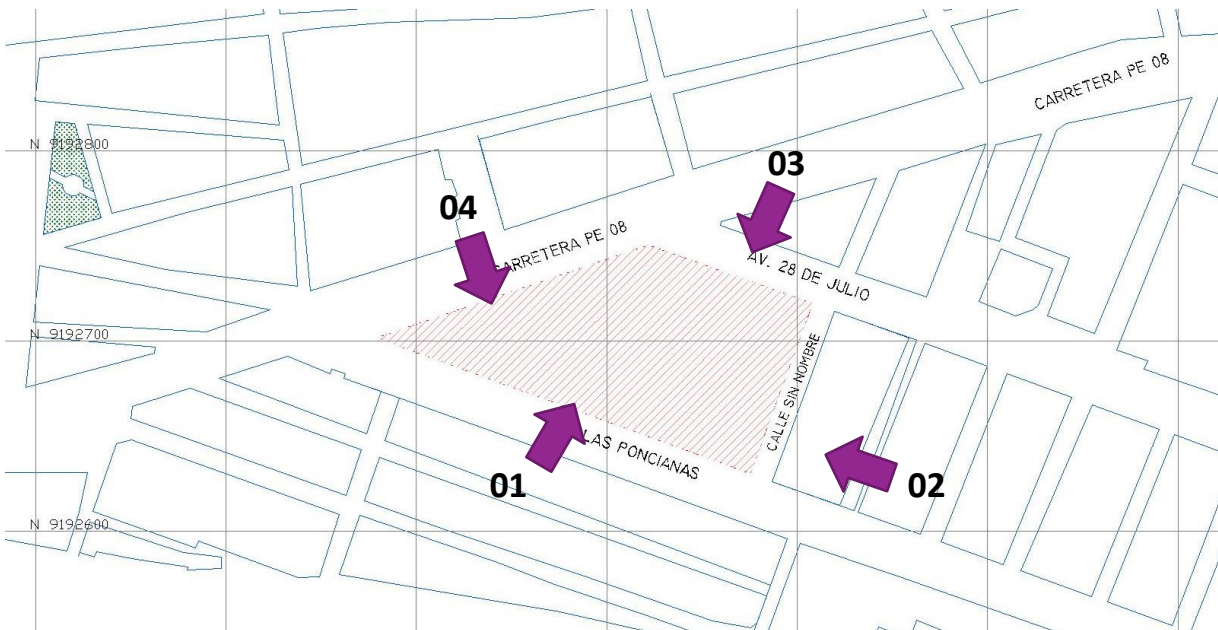 CARRETERA PE 08
N 9192800
03
04
CARRETERA PE 08
AV. 28 DE JULIO
N 9192700
CALLE SIN NOMBRE
LAS PONCIANAS
01
02
N 9192600